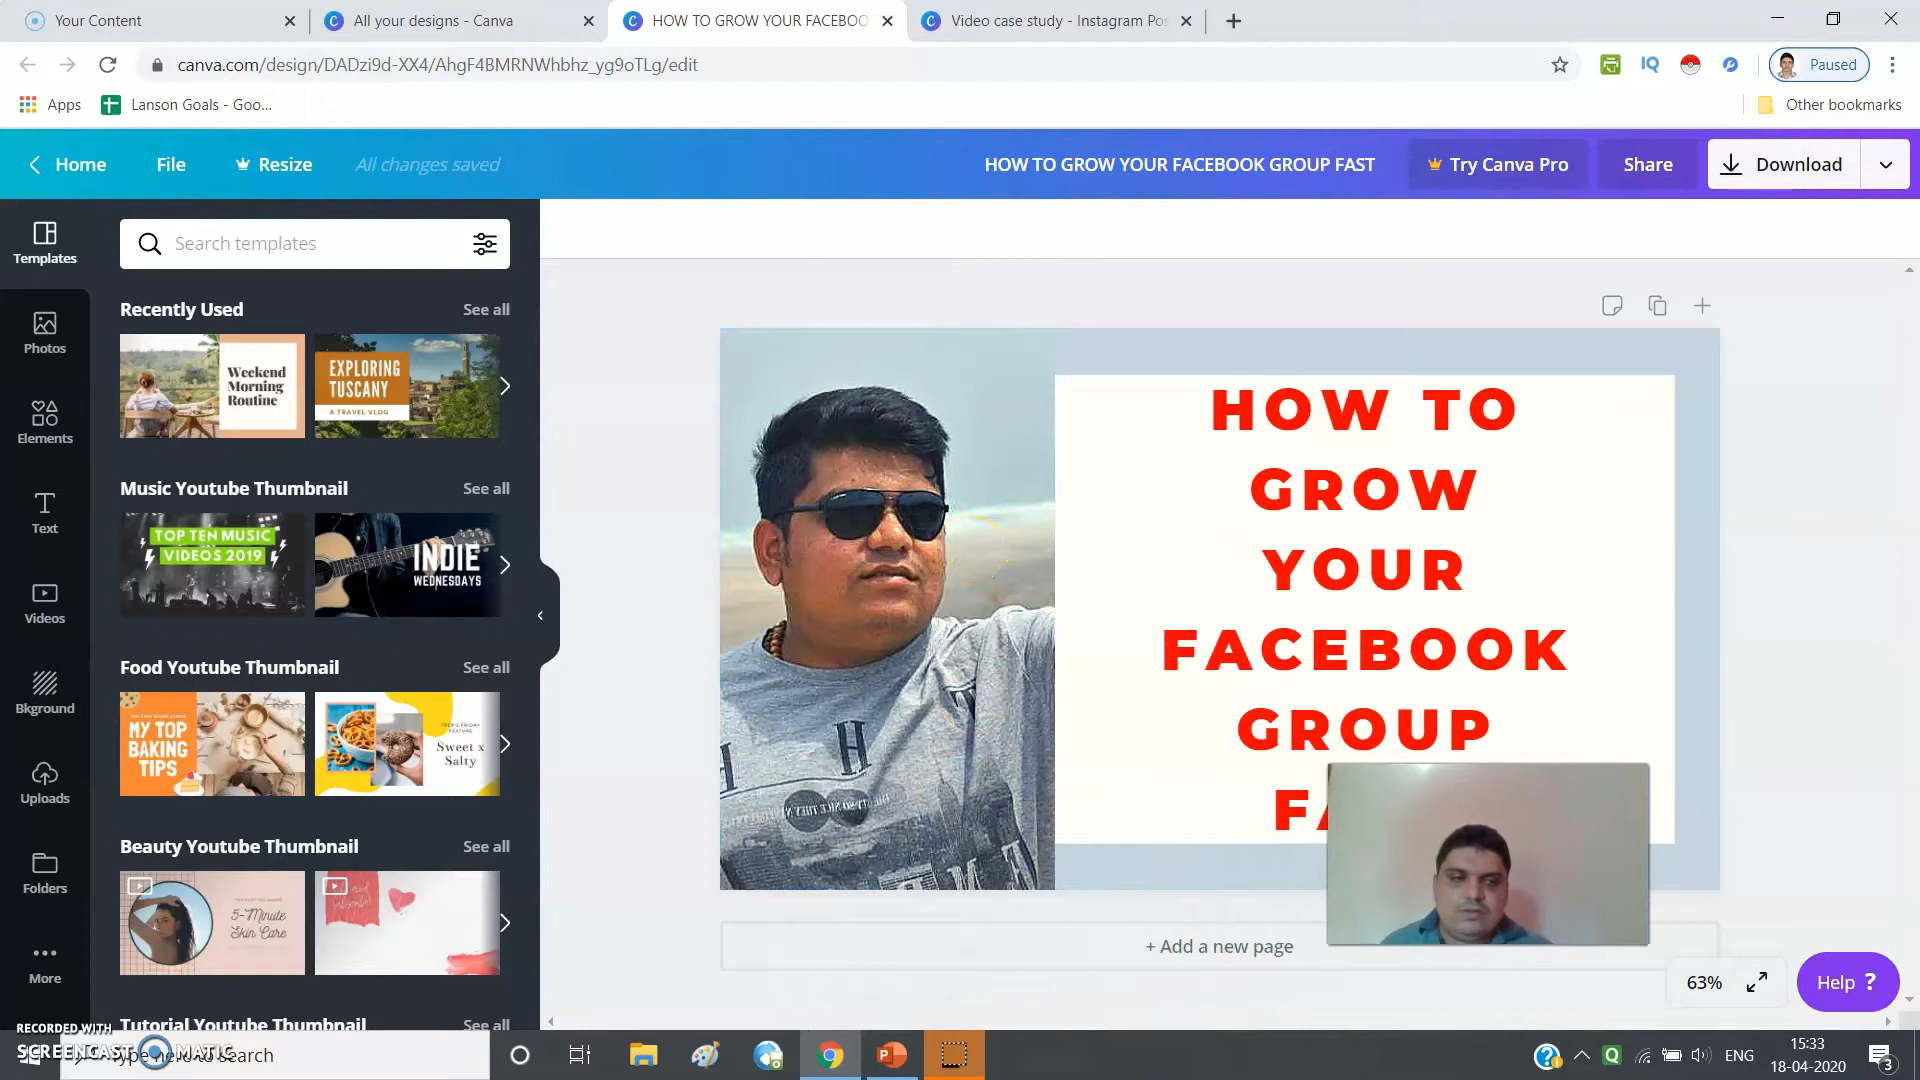 Your Content
All your designs - Canva
HOW TO GROW YOUR FACEBOO
Video case study - Instagram Pos
canva.com/design/DADzi9d-XX4/AhgF4BMRNWhbhz_yg9oTLg/edit
IQ
Paused
Apps
Lanson Goals - Goo...
Other bookmarks
Home
File
Resize
All changes saved
HOW TO GROW YOUR FACEBOOK GROUP FAST
Try Canva Pro
Share
Download
Templates
Photos
Elements
Text
Videos
Bkground
Uploads
Folders
More
Search templates
Recently Used
See all
Weekend
Morning
Routine
EXPLORING
TUSCANY
A TRAVEL VLOG
Music Youtube Thumbnail
See all
TOP TEN MUSIC
VIDEOS 2019
INDIE
WEDNESDAYS
Food Youtube Thumbnail
See all
MY TOP
BAKING
TIPS
Sweet x
Salty
Beauty Youtube Thumbnail
See all
5-Minute
Skin Care
Tutorial Youtube Thumbnail
See all
HOW TO
GROW
YOUR
FACEBOOK
GROUP
+ Add a new page
63%
Help ?
RECORDED WITH
SCREENCAST MATIC
Type here to search
ENG
15:33
18-04-2020
3